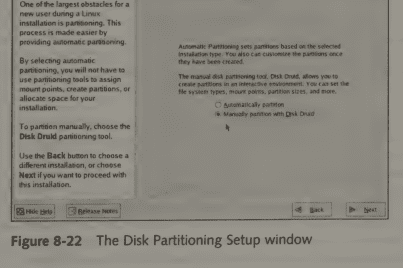 One of the largest obstacles for a
new user during a Linux
installation is partitioning. This
process is made easier by
providing automatic partitioning.
By selecting automatic
partitioning, you will not have to
use partitioning tools to assign
mount points, create partitions, or
allocate space for your
installation.
To partition manually, choose the
Disk Druid partitioning tool.
Use the Back button to choose a
different installation, or choose
Next if you want to proceed with
this installation.
Automatic Partitioning sets partitions based on the selected
installation type. You also can customize the partitions once
they have been created.
The manual disk partitioning tool, Disk Druid, allows you to
create partitions in an interactive environment. You can set the
file system types, mount points, partition sizes, and more.
Automatically partition
Manually partition with Disk Druid
Hide Help
Release Notes
Back
Next
Figure 8-22 The Disk Partitioning Setup window